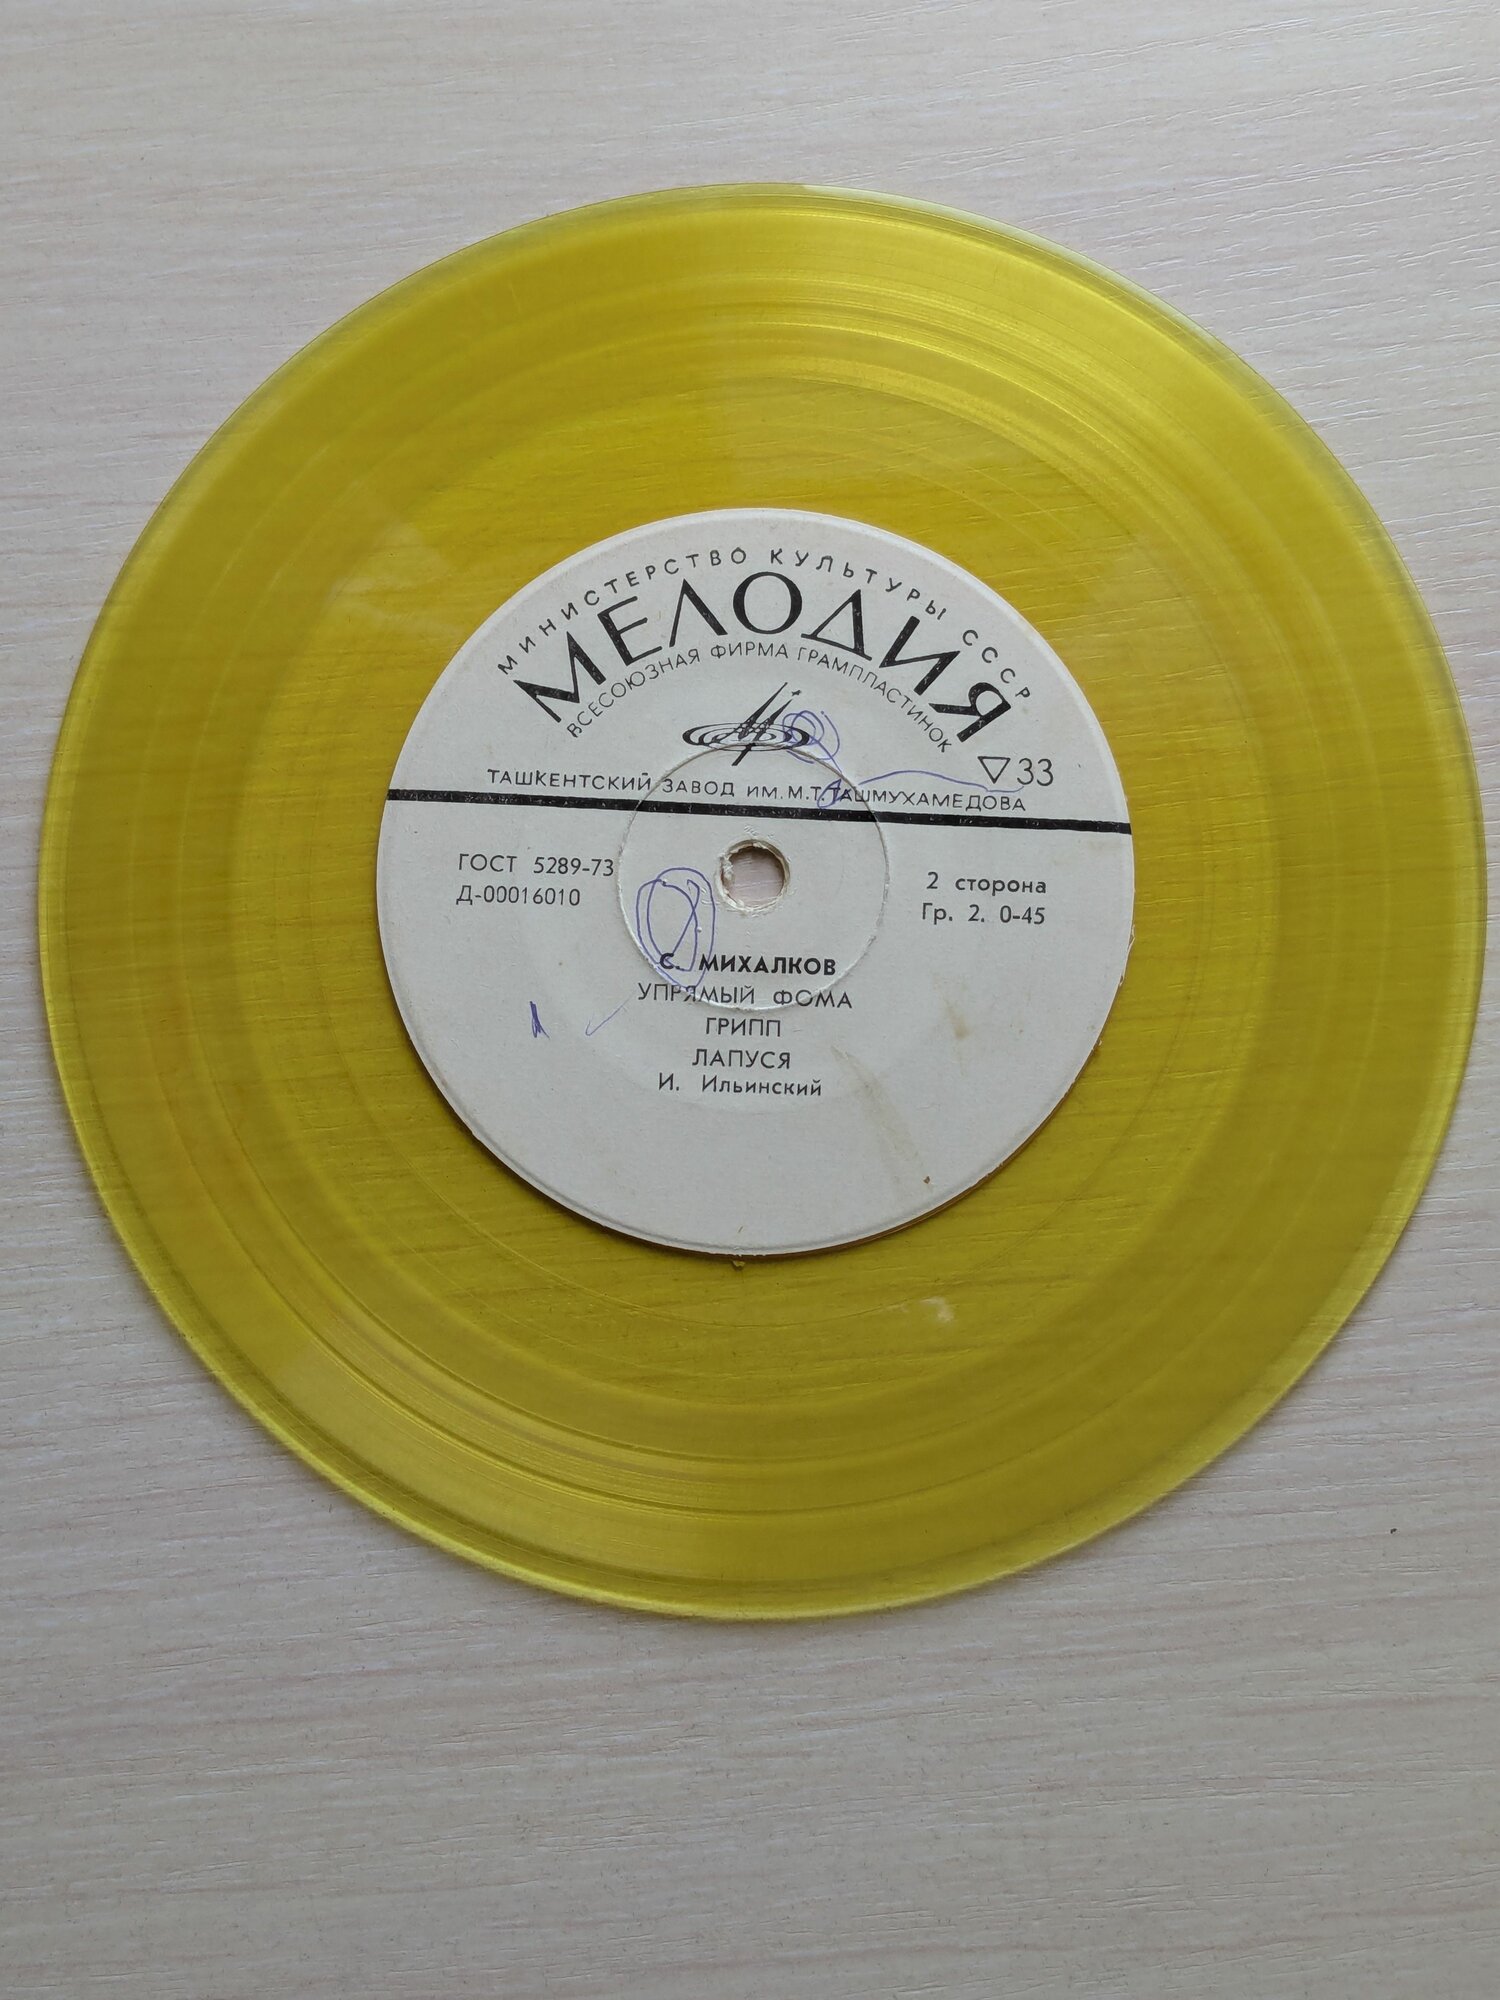 МИНИСТЕРСТВО КУЛЬТУРЫ СССР
МЕЛОДИЯ
ВСЕСОЮЗНАЯ ФИРМА ГРАМПЛАСТИНОК
▽33
ТАШКЕНТСКИЙ ЗАВОД ИМ. М.Т. ТАШМУХАМЕДОВА
ГОСТ 5289-73
Д-00016010
2 сторона
Гр. 2. 0-45
С. МИХАЛКОВ
УПРЯМЫЙ ФОМА
ГРИПП
ЛАПУСЯ
И. Ильинский